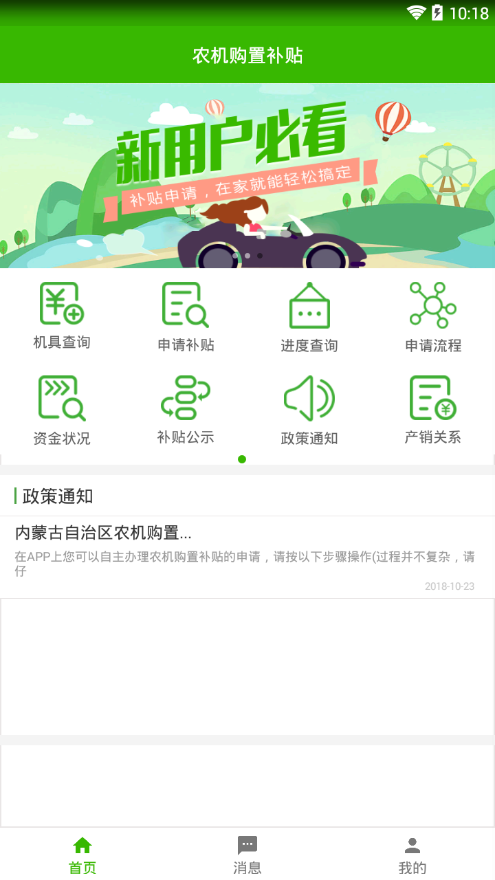 10:18
农机购置补贴
新用户必看
补贴申请，在家就能轻松搞定
机具查询 申请补贴 进度查询 申请流程
资金状况 补贴公示 政策通知 产销关系
政策通知
内蒙古自治区农机购置...
在APP上您可以自主办理农机购置补贴的申请，请按以下步骤操作(过程并不复杂，请
仔
2018-10-23
首页 消息 我的